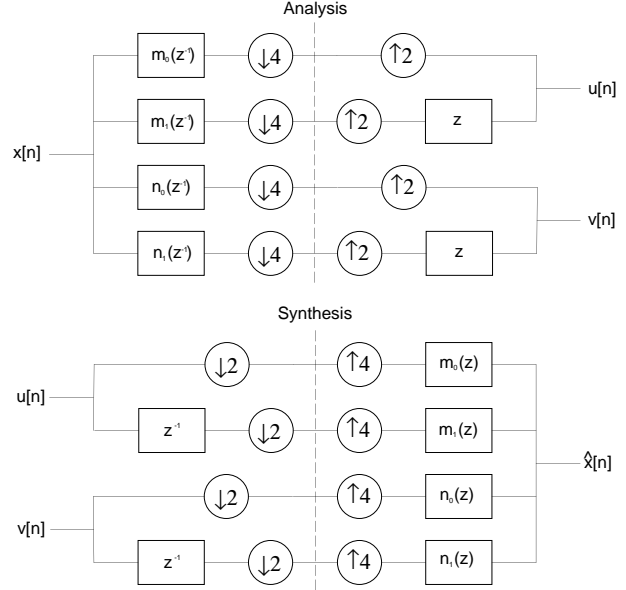 Analysis
m₀(z⁻¹) ↓4 ↑2
u[n]
m₁(z⁻¹) ↓4 ↑2 z
x[n]
n₀(z⁻¹) ↓4 ↑2
v[n]
n₁(z⁻¹) ↓4 ↑2 z
Synthesis
↓2 ↑4 m₀(z)
u[n]
z⁻¹ ↓2 ↑4 m₁(z)
x̂[n]
↓2 ↑4 n₀(z)
v[n]
z⁻¹ ↓2 ↑4 n₁(z)